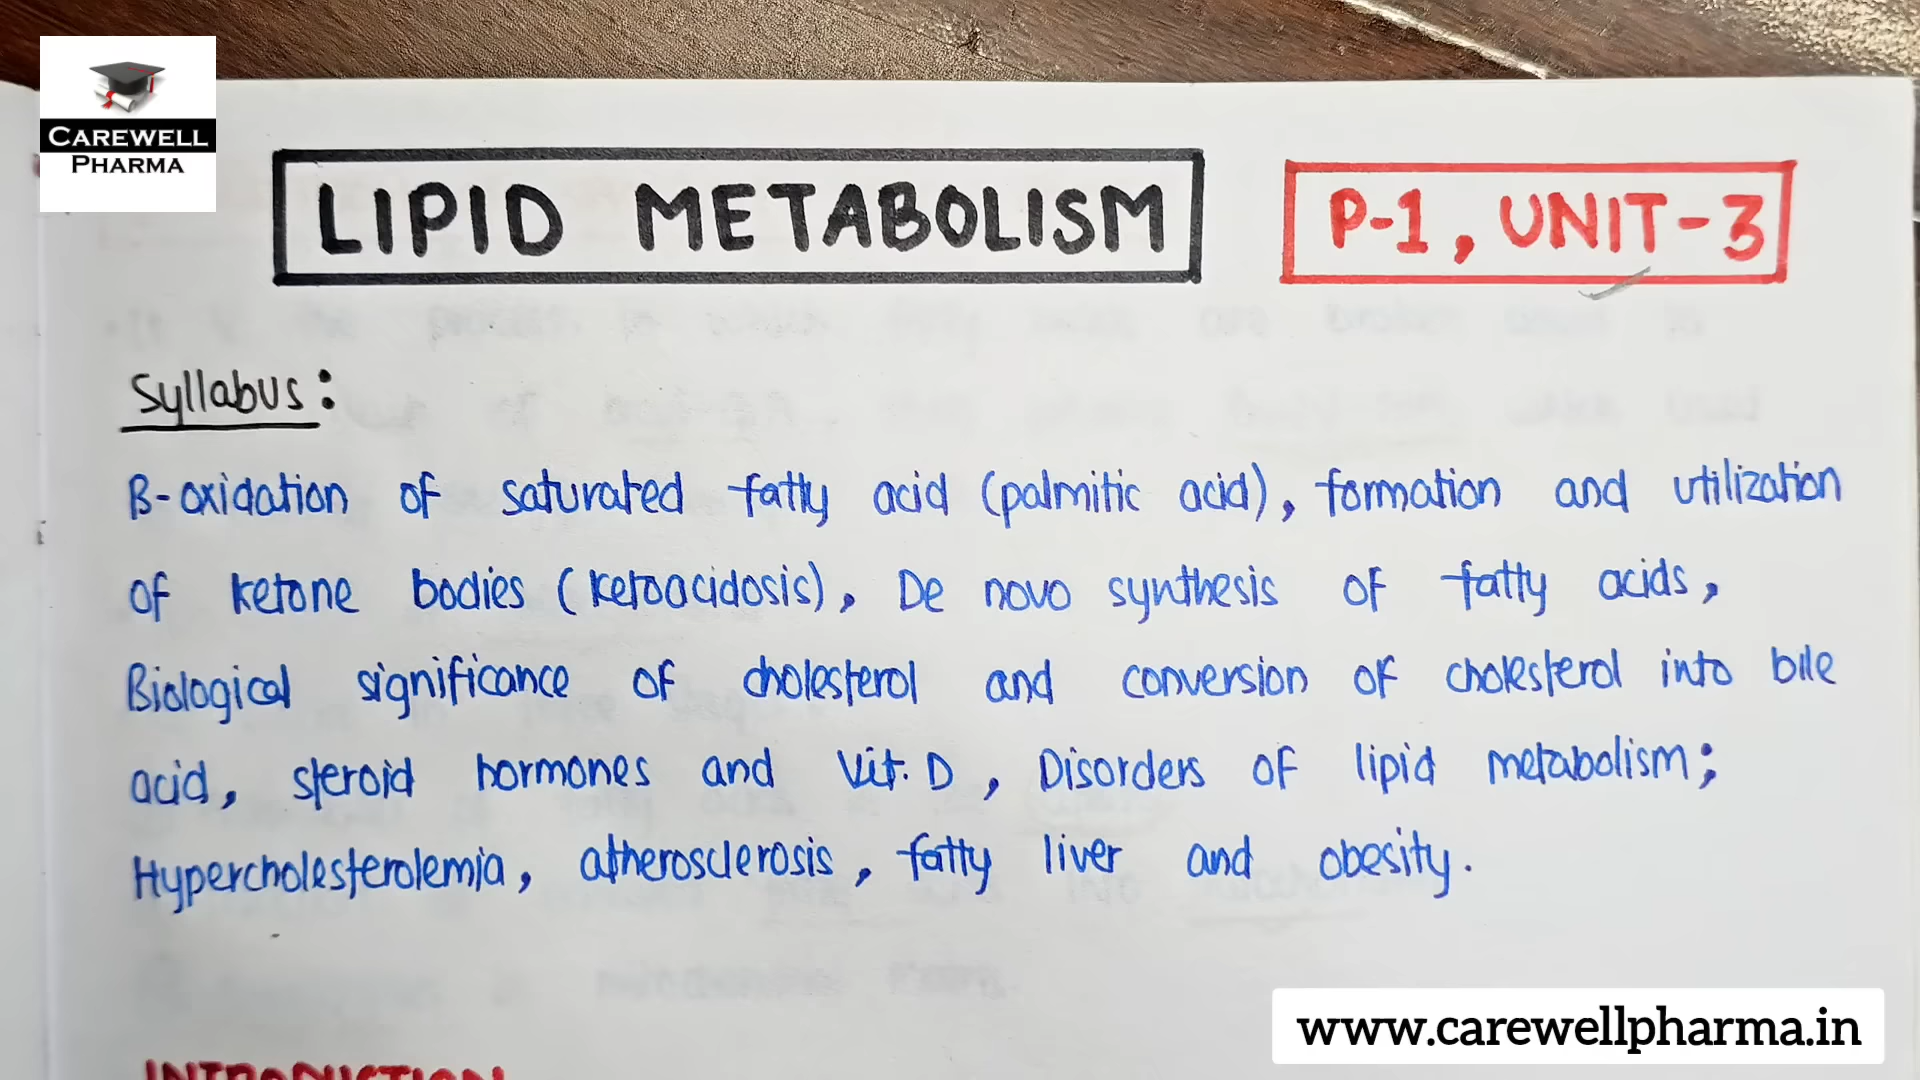 CAREWELL
PHARMA
LIPID METABOLISM
P-1, UNIT-3
Syllabus:
β-oxidation of saturated fatty acid (palmitic acid), formation and utilization
of ketone bodies (ketoacidosis), De novo synthesis of fatty acids,
Biological significance of cholesterol and conversion of cholesterol into bile
acid, steroid hormones and Vit. D, Disorders of lipid metabolism;
Hypercholesterolemia, atherosclerosis, fatty liver and obesity.
INTRODUCTION
www.carewellpharma.in